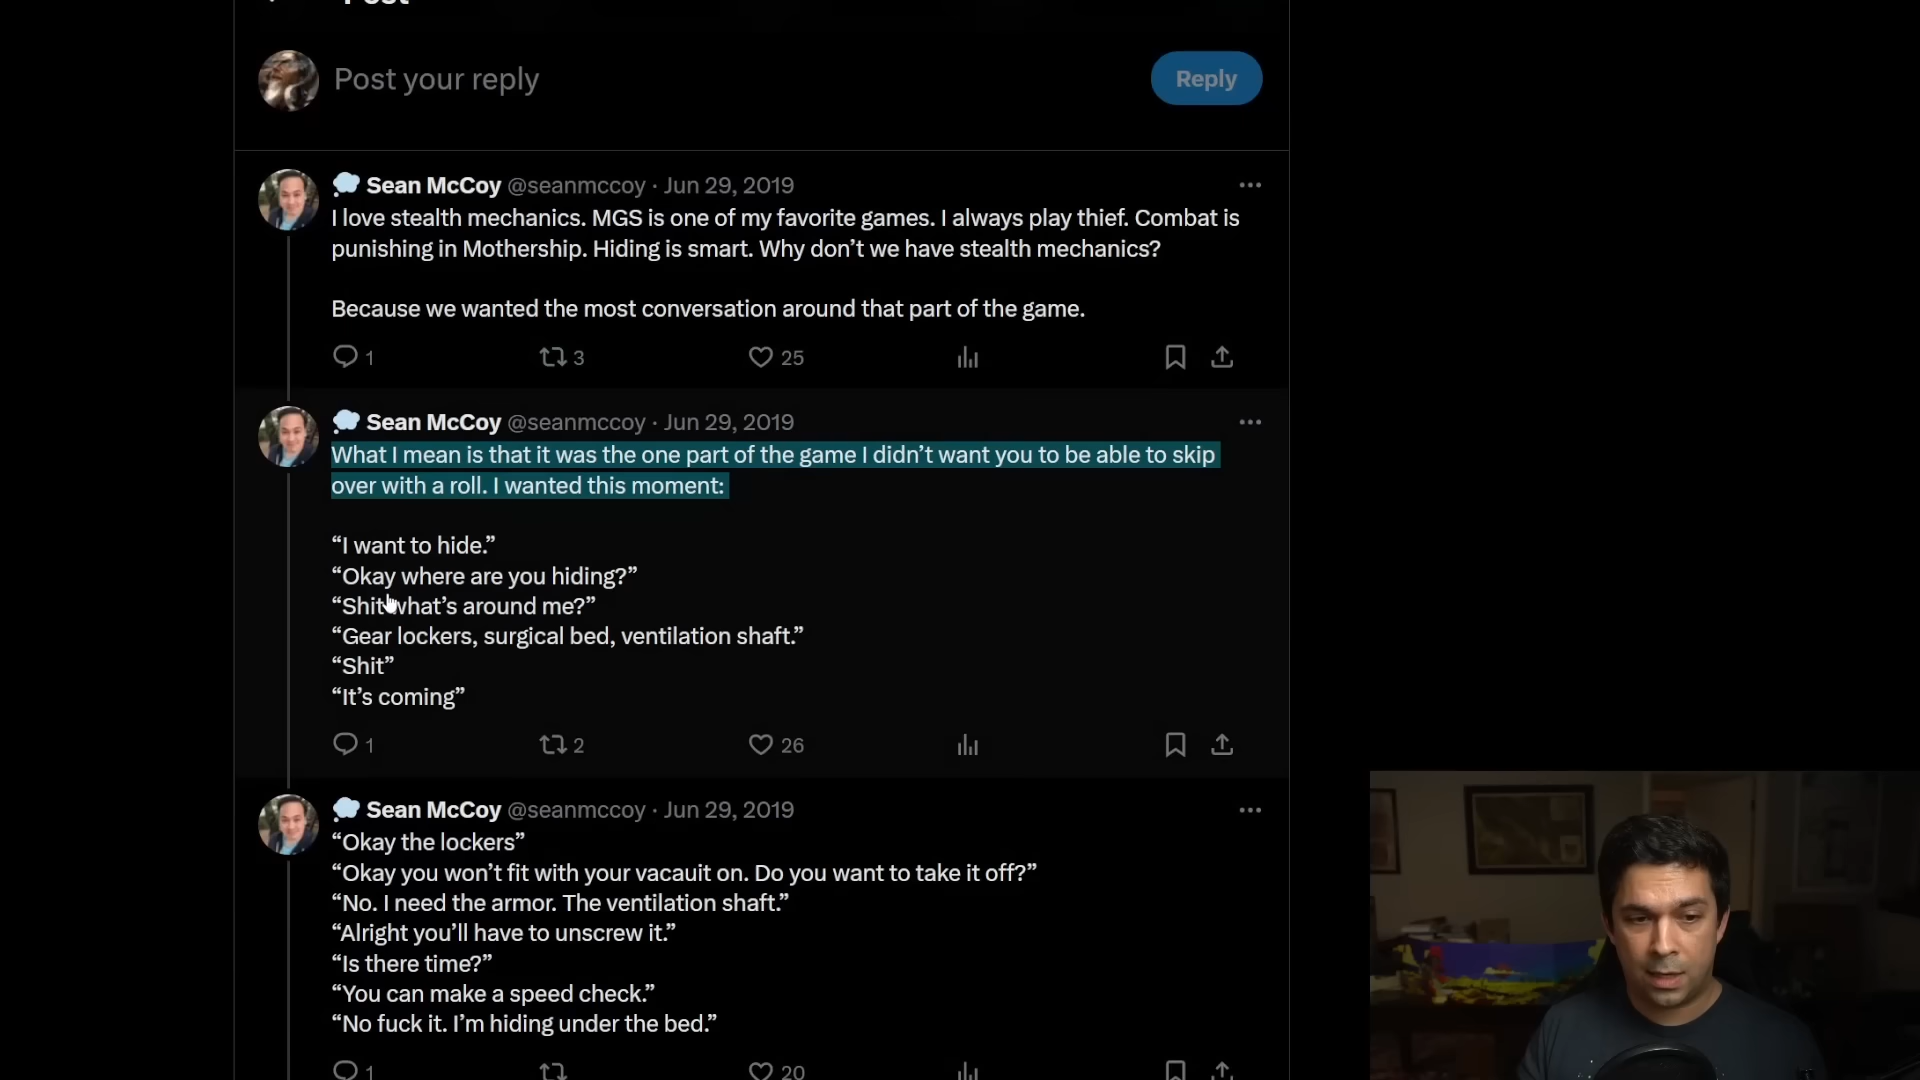 Post
Post your reply
Reply
Sean McCoy @seanmccoy · Jun 29, 2019
I love stealth mechanics. MGS is one of my favorite games. I always play thief. Combat is
punishing in Mothership. Hiding is smart. Why don’t we have stealth mechanics?
Because we wanted the most conversation around that part of the game.
1 3 25
Sean McCoy @seanmccoy · Jun 29, 2019
What I mean is that it was the one part of the game I didn’t want you to be able to skip
over with a roll. I wanted this moment:
“I want to hide.”
“Okay where are you hiding?”
“Shit what’s around me?”
“Gear lockers, surgical bed, ventilation shaft.”
“Shit”
“It’s coming”
1 2 26
Sean McCoy @seanmccoy · Jun 29, 2019
“Okay the lockers”
“Okay you won’t fit with your vacauit on. Do you want to take it off?”
“No. I need the armor. The ventilation shaft.”
“Alright you’ll have to unscrew it.”
“Is there time?”
“You can make a speed check.”
“No fuck it. I’m hiding under the bed.”
1 20